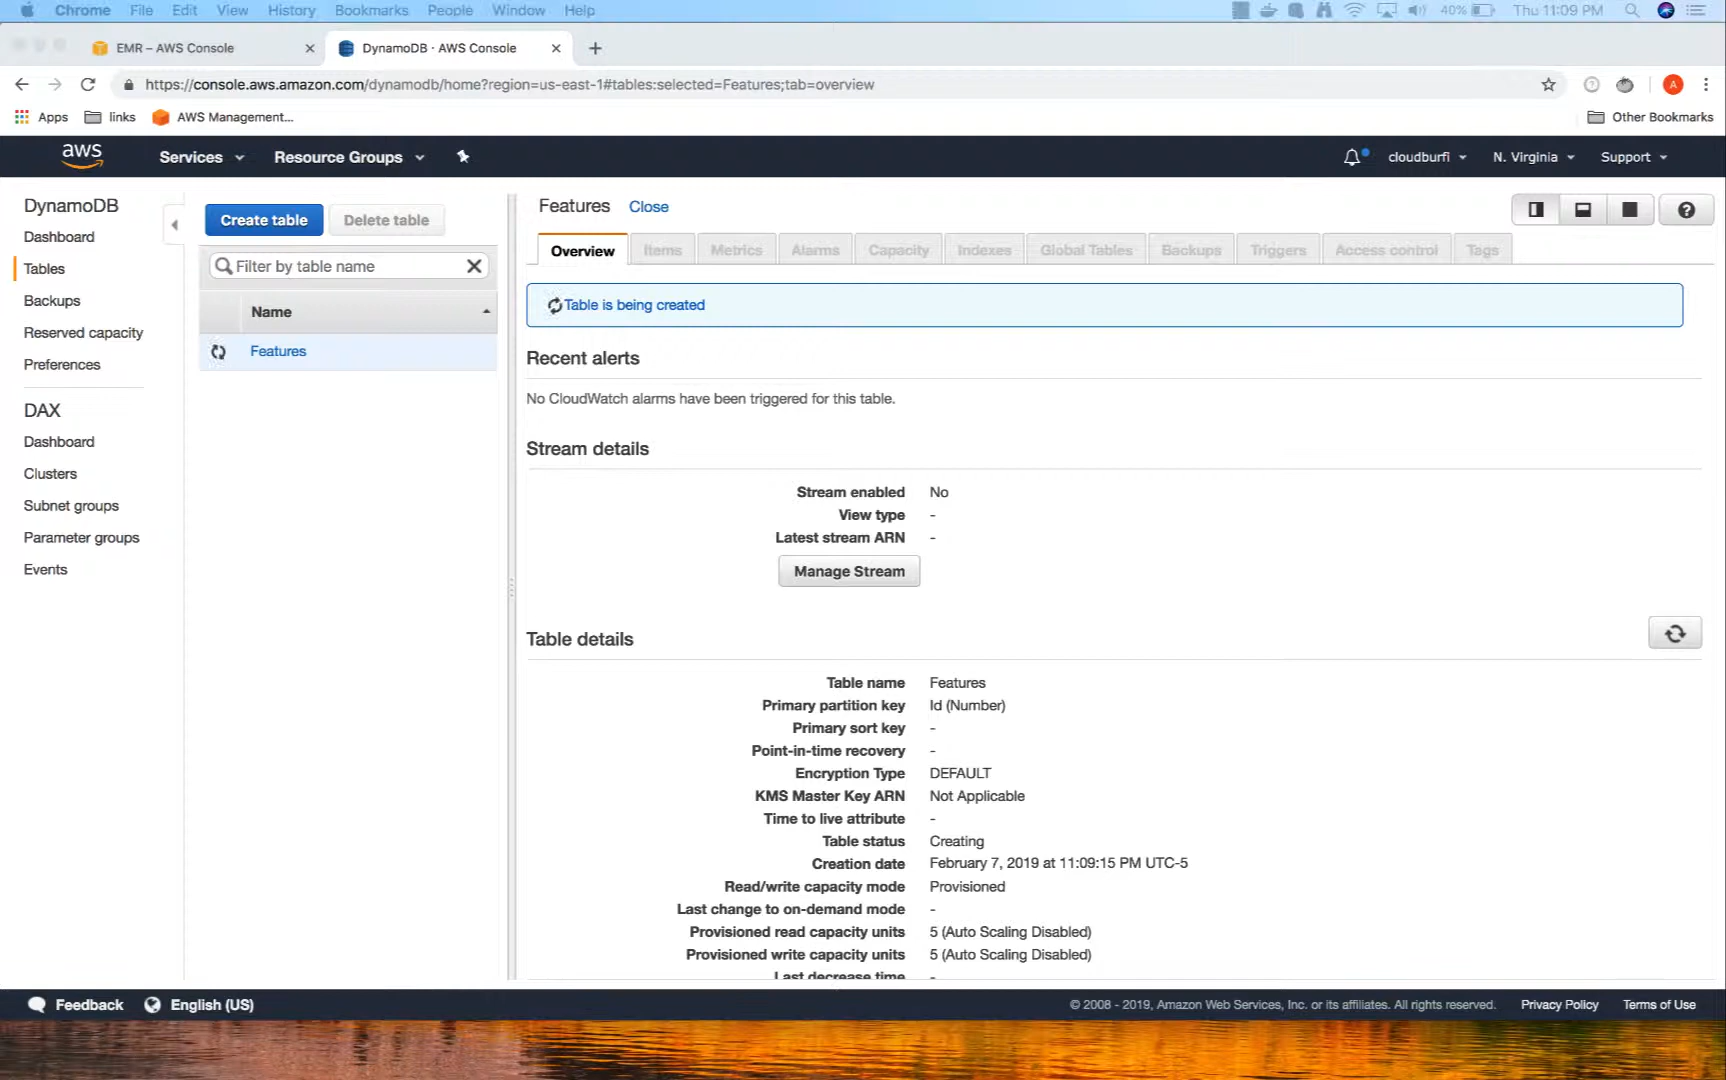 Chrome File Edit View History Bookmarks People Window Help 40% Thu 11:09 PM
EMR – AWS Console DynamoDB · AWS Console
https://console.aws.amazon.com/dynamodb/home?region=us-east-1#tables:selected=Features;tab=overview A
Apps links AWS Management... Other Bookmarks
aws Services Resource Groups cloudburfi N. Virginia Support
DynamoDB
Dashboard
Tables
Backups
Reserved capacity
Preferences
DAX
Dashboard
Clusters
Subnet groups
Parameter groups
Events
Create table Delete table
Filter by table name
Name
Features
Features Close
Overview Items Metrics Alarms Capacity Indexes Global Tables Backups Triggers Access control Tags
Table is being created
Recent alerts
No CloudWatch alarms have been triggered for this table.
Stream details
Stream enabled No
View type -
Latest stream ARN -
Manage Stream
Table details
Table name Features
Primary partition key Id (Number)
Primary sort key -
Point-in-time recovery -
Encryption Type DEFAULT
KMS Master Key ARN Not Applicable
Time to live attribute -
Table status Creating
Creation date February 7, 2019 at 11:09:15 PM UTC-5
Read/write capacity mode Provisioned
Last change to on-demand mode -
Provisioned read capacity units 5 (Auto Scaling Disabled)
Provisioned write capacity units 5 (Auto Scaling Disabled)
Last decrease time -
Feedback English (US) © 2008 - 2019, Amazon Web Services, Inc. or its affiliates. All rights reserved. Privacy Policy Terms of Use